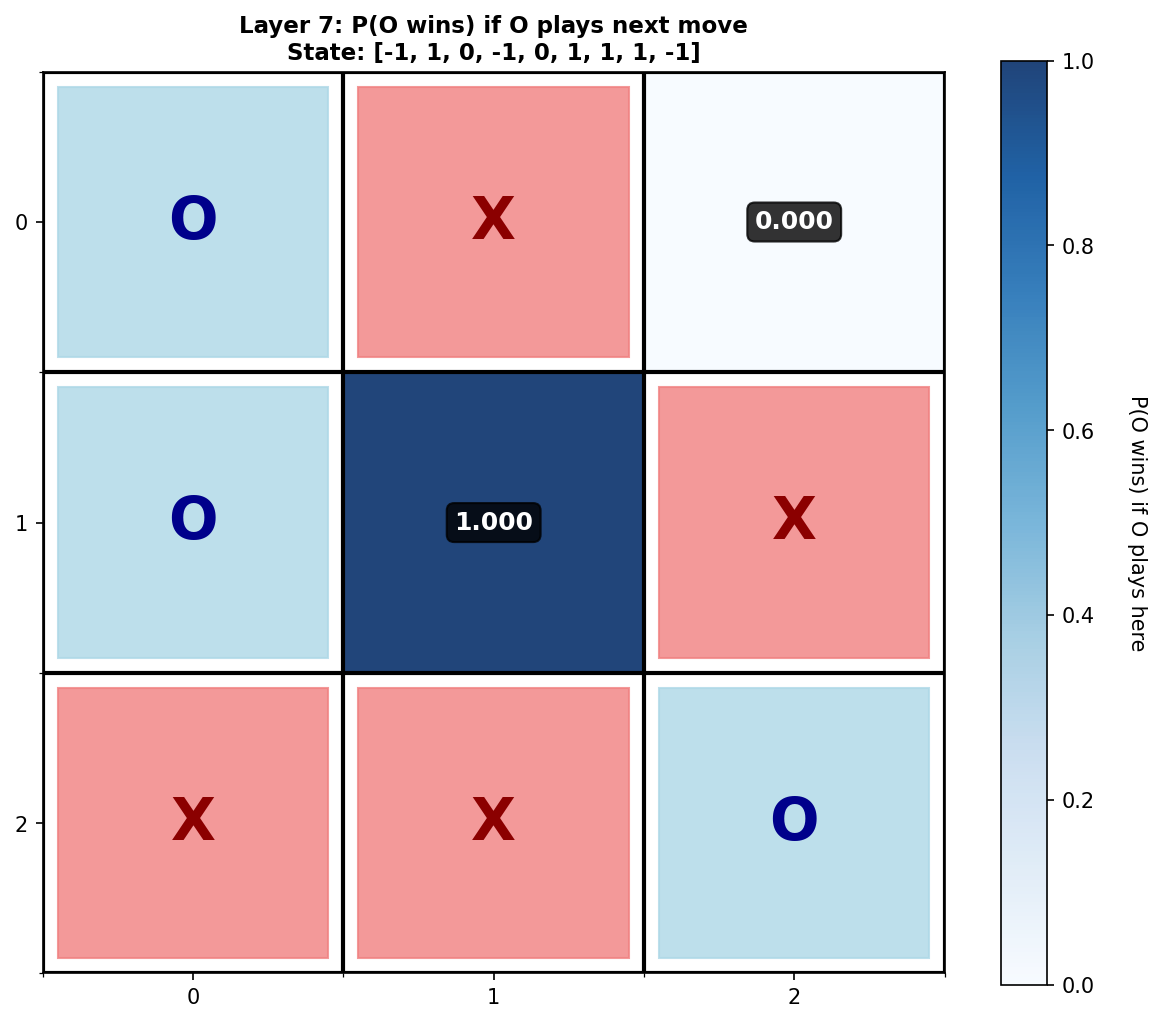 Layer 7: P(O wins) if O plays next move
State: [-1, 1, 0, -1, 0, 1, 1, 1, -1]
O X 0.000
O 1.000 X
X X O
0
1
2
0 1 2
1.0
0.8
0.6
0.4
0.2
0.0
P(O wins) if O plays here